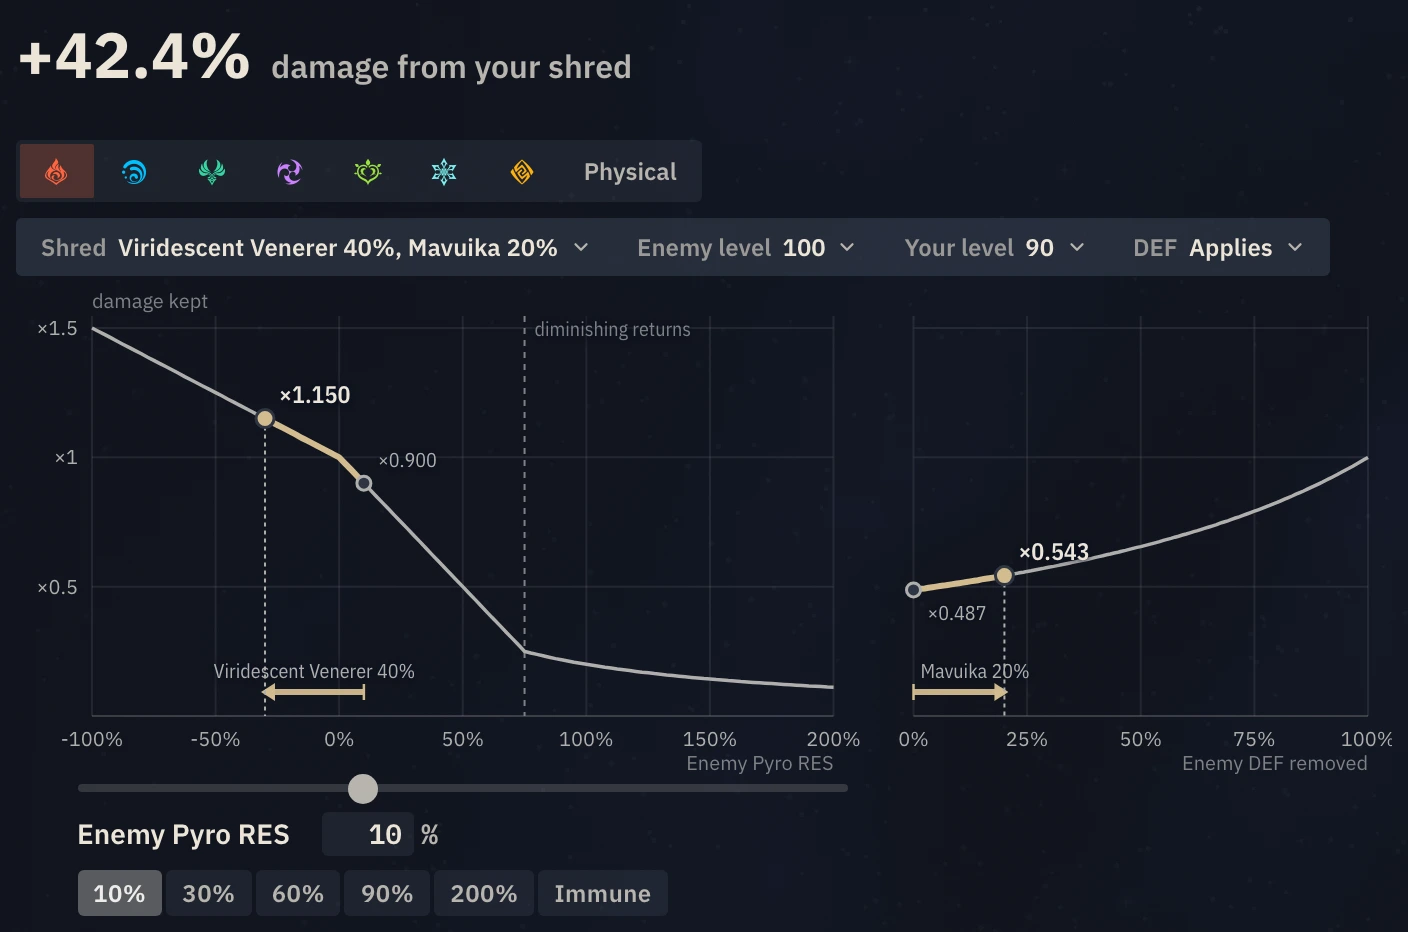 +42.4% damage from your shred
Physical
Shred Viridescent Venerer 40%, Mavuika 20% Enemy level 100 Your level 90 DEF Applies
damage kept
×1.5
diminishing returns
×1.150
×1
×0.900
×0.543
×0.5
×0.487
Viridescent Venerer 40%
Mavuika 20%
-100% -50% 0% 50% 100% 150% 200%
0% 25% 50% 75% 100%
Enemy Pyro RES
Enemy DEF removed
Enemy Pyro RES 10 %
10% 30% 60% 90% 200% Immune